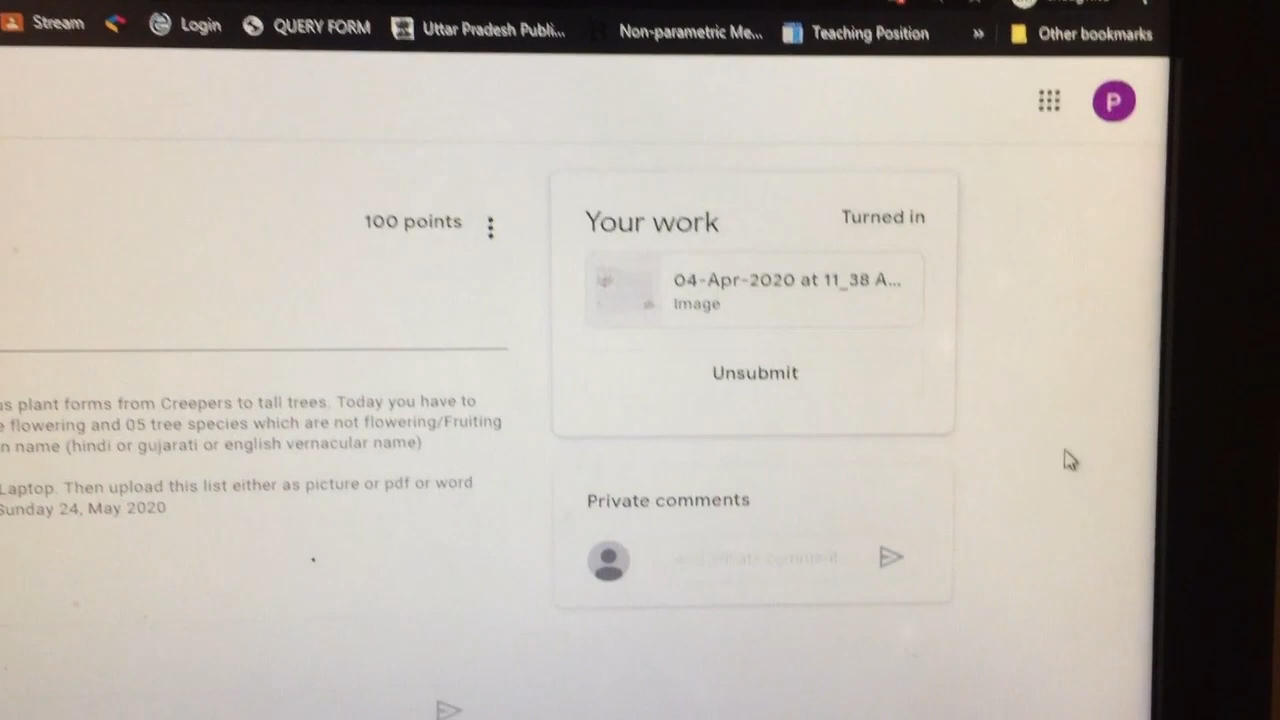 Stream Login QUERY FORM Uttar Pradesh Publi... Non-parametric Me... Teaching Position » Other bookmarks
P
100 points
Your work Turned in
04-Apr-2020 at 11_38 A...
Image
Unsubmit
s plant forms from Creepers to tall trees. Today you have to
flowering and 05 tree species which are not flowering/Fruiting
n name (hindi or gujarati or english vernacular name)
Laptop. Then upload this list either as picture or pdf or word
Sunday 24, May 2020
Private comments
comment